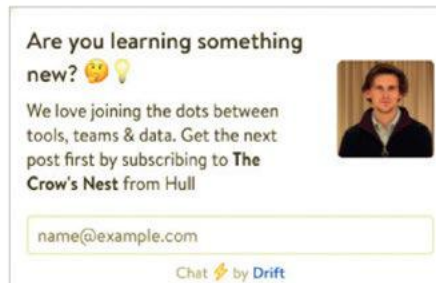 Are you learning something
new? 🤔💡
We love joining the dots between
tools, teams & data. Get the next
post first by subscribing to The
Crow's Nest from Hull
name@example.com
Chat ⚡ by Drift